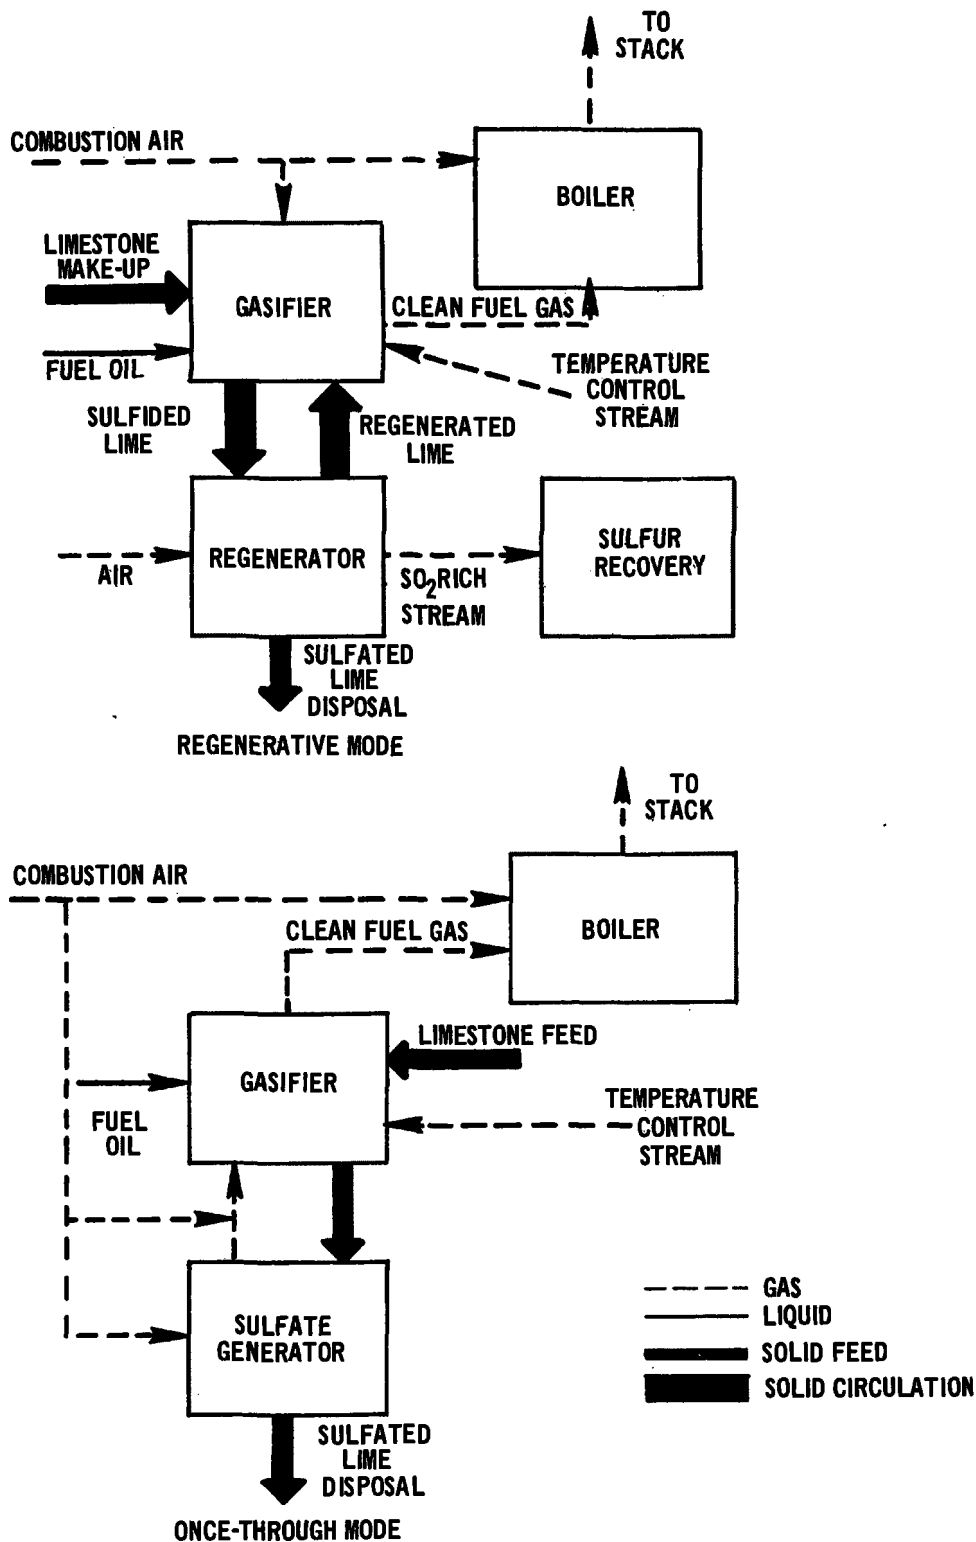 TO
STACK
COMBUSTION AIR
BOILER
LIMESTONE
MAKE-UP
GASIFIER
CLEAN FUEL GAS
FUEL OIL
TEMPERATURE
CONTROL
STREAM
SULFIDED
LIME
REGENERATED
LIME
REGENERATOR
SULFUR
RECOVERY
AIR
SO2RICH
STREAM
SULFATED
LIME
DISPOSAL
REGENERATIVE MODE
TO
STACK
COMBUSTION AIR
CLEAN FUEL GAS
BOILER
LIMESTONE FEED
GASIFIER
FUEL
OIL
TEMPERATURE
CONTROL
STREAM
SULFATE
GENERATOR
GAS
LIQUID
SOLID FEED
SOLID CIRCULATION
SULFATED
LIME
DISPOSAL
ONCE-THROUGH MODE